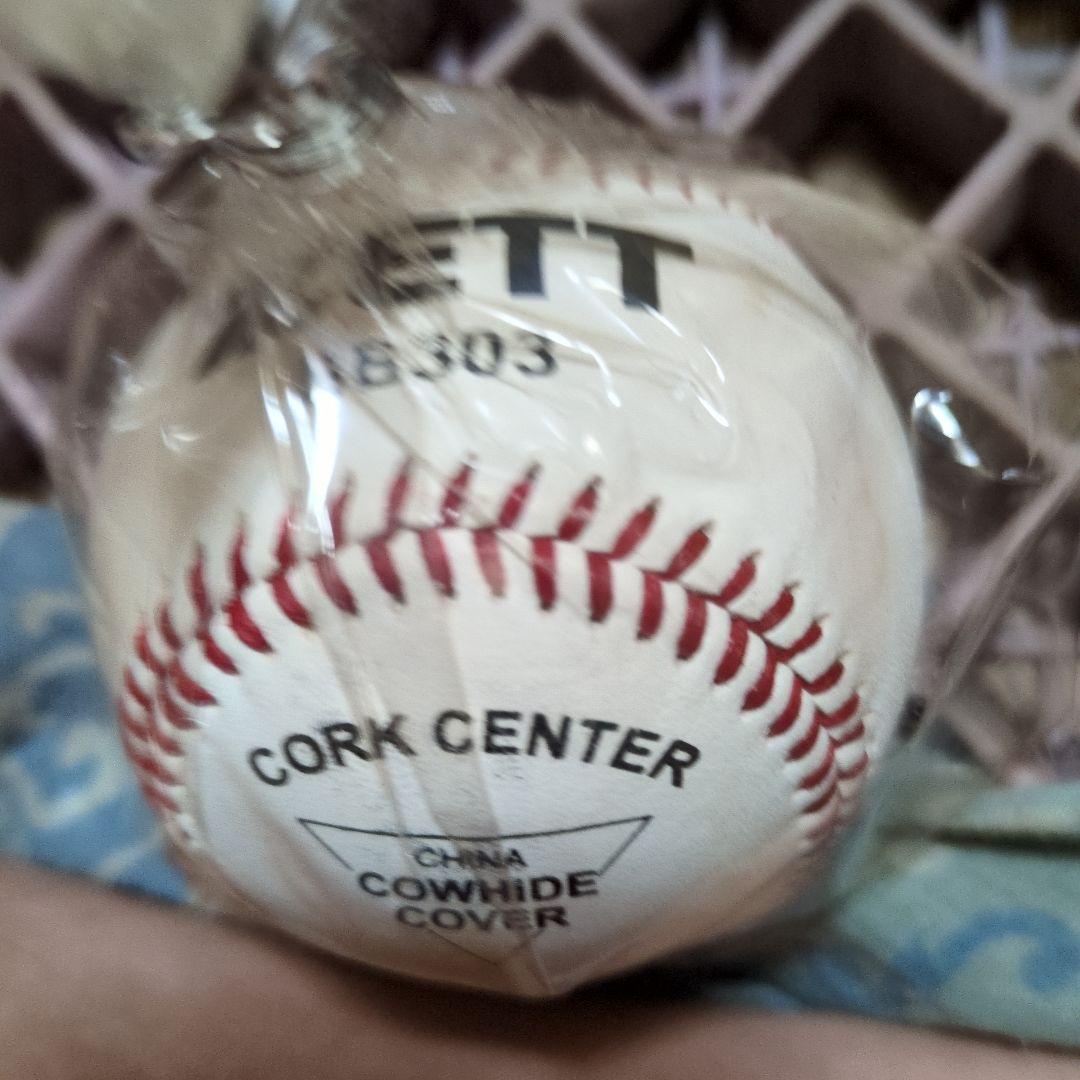 ETT
B303
CORK CENTER
CHINA
COWHiDE
COVER